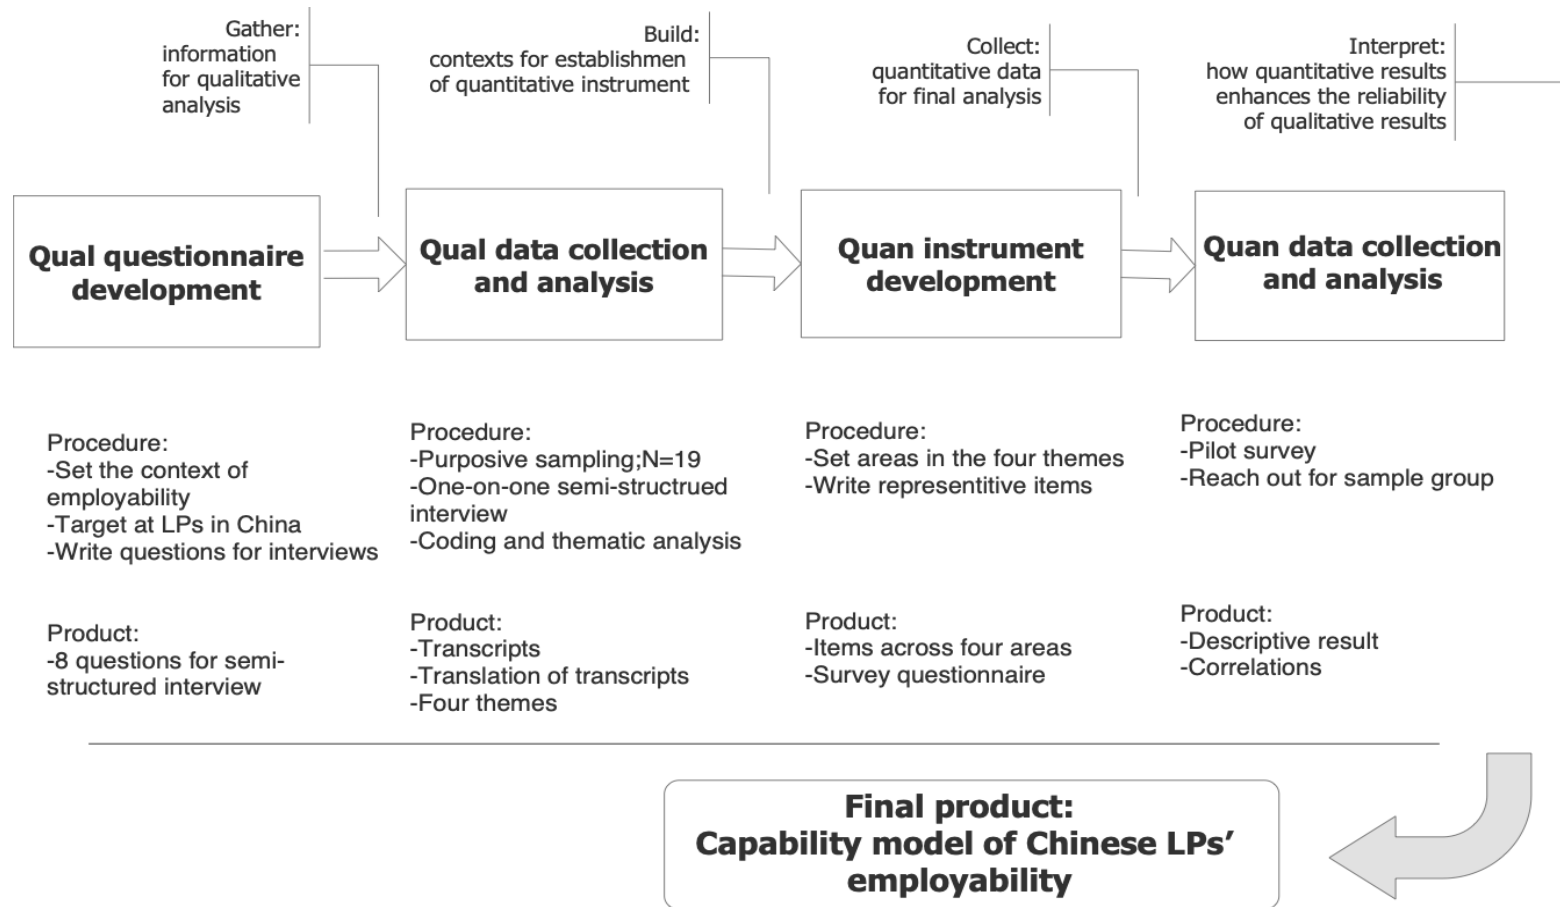 Gather:
information
for qualitative
analysis
Build:
contexts for establishmen
of quantitative instrument
Collect:
quantitative data
for final analysis
Interpret:
how quantitative results
enhances the reliability
of qualitative results
Qual questionnaire
development
Qual data collection
and analysis
Quan instrument
development
Quan data collection
and analysis
Procedure:
-Set the context of
employability
-Target at LPs in China
-Write questions for interviews
Procedure:
-Purposive sampling;N=19
-One-on-one semi-structrued
interview
-Coding and thematic analysis
Procedure:
-Set areas in the four themes
-Write representitive items
Procedure:
-Pilot survey
-Reach out for sample group
Product:
-8 questions for semi-
structured interview
Product:
-Transcripts
-Translation of transcripts
-Four themes
Product:
-Items across four areas
-Survey questionnaire
Product:
-Descriptive result
-Correlations
Final product:
Capability model of Chinese LPs’
employability